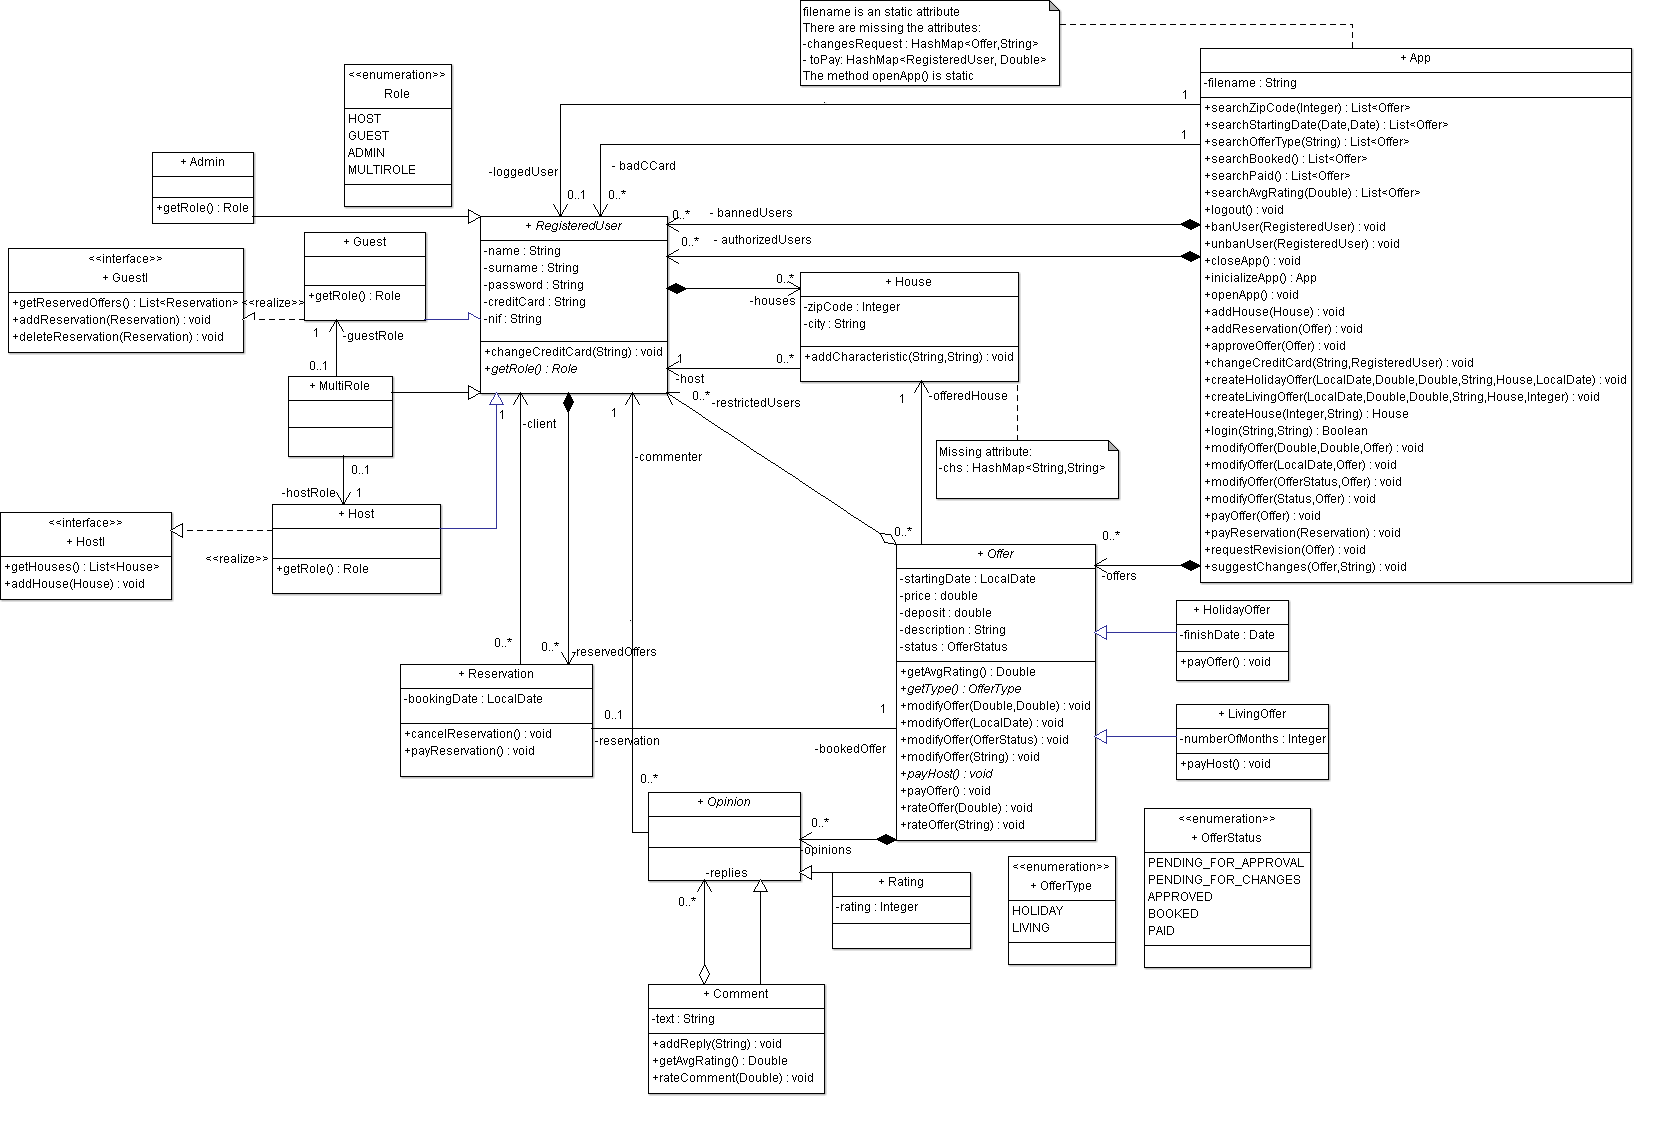 filename is an static attribute
There are missing the attributes:
-changesRequest : HashMap<Offer,String>
- toPay: HashMap<RegisteredUser, Double>
The method openApp() is static
+ App
-filename : String
+searchZipCode(Integer) : List<Offer>
+searchStartingDate(Date,Date) : List<Offer>
+searchOfferType(String) : List<Offer>
+searchBooked() : List<Offer>
+searchPaid() : List<Offer>
+searchAvgRating(Double) : List<Offer>
+logout() : void
+banUser(RegisteredUser) : void
+unbanUser(RegisteredUser) : void
+closeApp() : void
+inicializeApp() : App
+openApp() : void
+addHouse(House) : void
+addReservation(Offer) : void
+approveOffer(Offer) : void
+changeCreditCard(String,RegisteredUser) : void
+createHolidayOffer(LocalDate,Double,Double,String,House,LocalDate) : void
+createLivingOffer(LocalDate,Double,Double,String,House,Integer) : void
+createHouse(Integer,String) : House
+login(String,String) : Boolean
+modifyOffer(Double,Double,Offer) : void
+modifyOffer(LocalDate,Offer) : void
+modifyOffer(OfferStatus,Offer) : void
+modifyOffer(Status,Offer) : void
+payOffer(Offer) : void
+payReservation(Reservation) : void
+requestRevision(Offer) : void
+suggestChanges(Offer,String) : void
<<enumeration>>
Role
HOST
GUEST
ADMIN
MULTIROLE
1
1
-loggedUser
0..1
- badCCard
0..*
0..*
- bannedUsers
0..*
- authorizedUsers
+ Admin
+getRole() : Role
+ RegisteredUser
-name : String
-surname : String
-password : String
-creditCard : String
-nif : String
+changeCreditCard(String) : void
+getRole() : Role
+ Guest
+getRole() : Role
<<interface>>
+ GuestI
+getReservedOffers() : List<Reservation>
+addReservation(Reservation) : void
+deleteReservation(Reservation) : void
<<realize>>
1
-guestRole
0..1
+ MultiRole
0..1
-hostRole
1
+ House
-zipCode : Integer
-city : String
+addCharacteristic(String,String) : void
0..*
-houses
1
0..*
-host
0..*
-restrictedUsers
1
-offeredHouse
Missing attribute:
-chs : HashMap<String,String>
1
-client
1
-commenter
<<interface>>
+ HostI
+getHouses() : List<House>
+addHouse(House) : void
<<realize>>
+ Host
+getRole() : Role
0..*
0..*
-offers
+ Offer
-startingDate : LocalDate
-price : double
-deposit : double
-description : String
-status : OfferStatus
+getAvgRating() : Double
+getType() : OfferType
+modifyOffer(Double,Double) : void
+modifyOffer(LocalDate) : void
+modifyOffer(OfferStatus) : void
+modifyOffer(String) : void
+payHost() : void
+payOffer() : void
+rateOffer(Double) : void
+rateOffer(String) : void
+ HolidayOffer
-finishDate : Date
+payOffer() : void
+ LivingOffer
-numberOfMonths : Integer
+payHost() : void
0..*
0..*
-reservedOffers
+ Reservation
-bookingDate : LocalDate
+cancelReservation() : void
+payReservation() : void
0..1
-reservation
1
-bookedOffer
0..*
+ Opinion
0..*
-opinions
-replies
0..*
+ Rating
-rating : Integer
<<enumeration>>
+ OfferType
HOLIDAY
LIVING
<<enumeration>>
+ OfferStatus
PENDING_FOR_APPROVAL
PENDING_FOR_CHANGES
APPROVED
BOOKED
PAID
+ Comment
-text : String
+addReply(String) : void
+getAvgRating() : Double
+rateComment(Double) : void